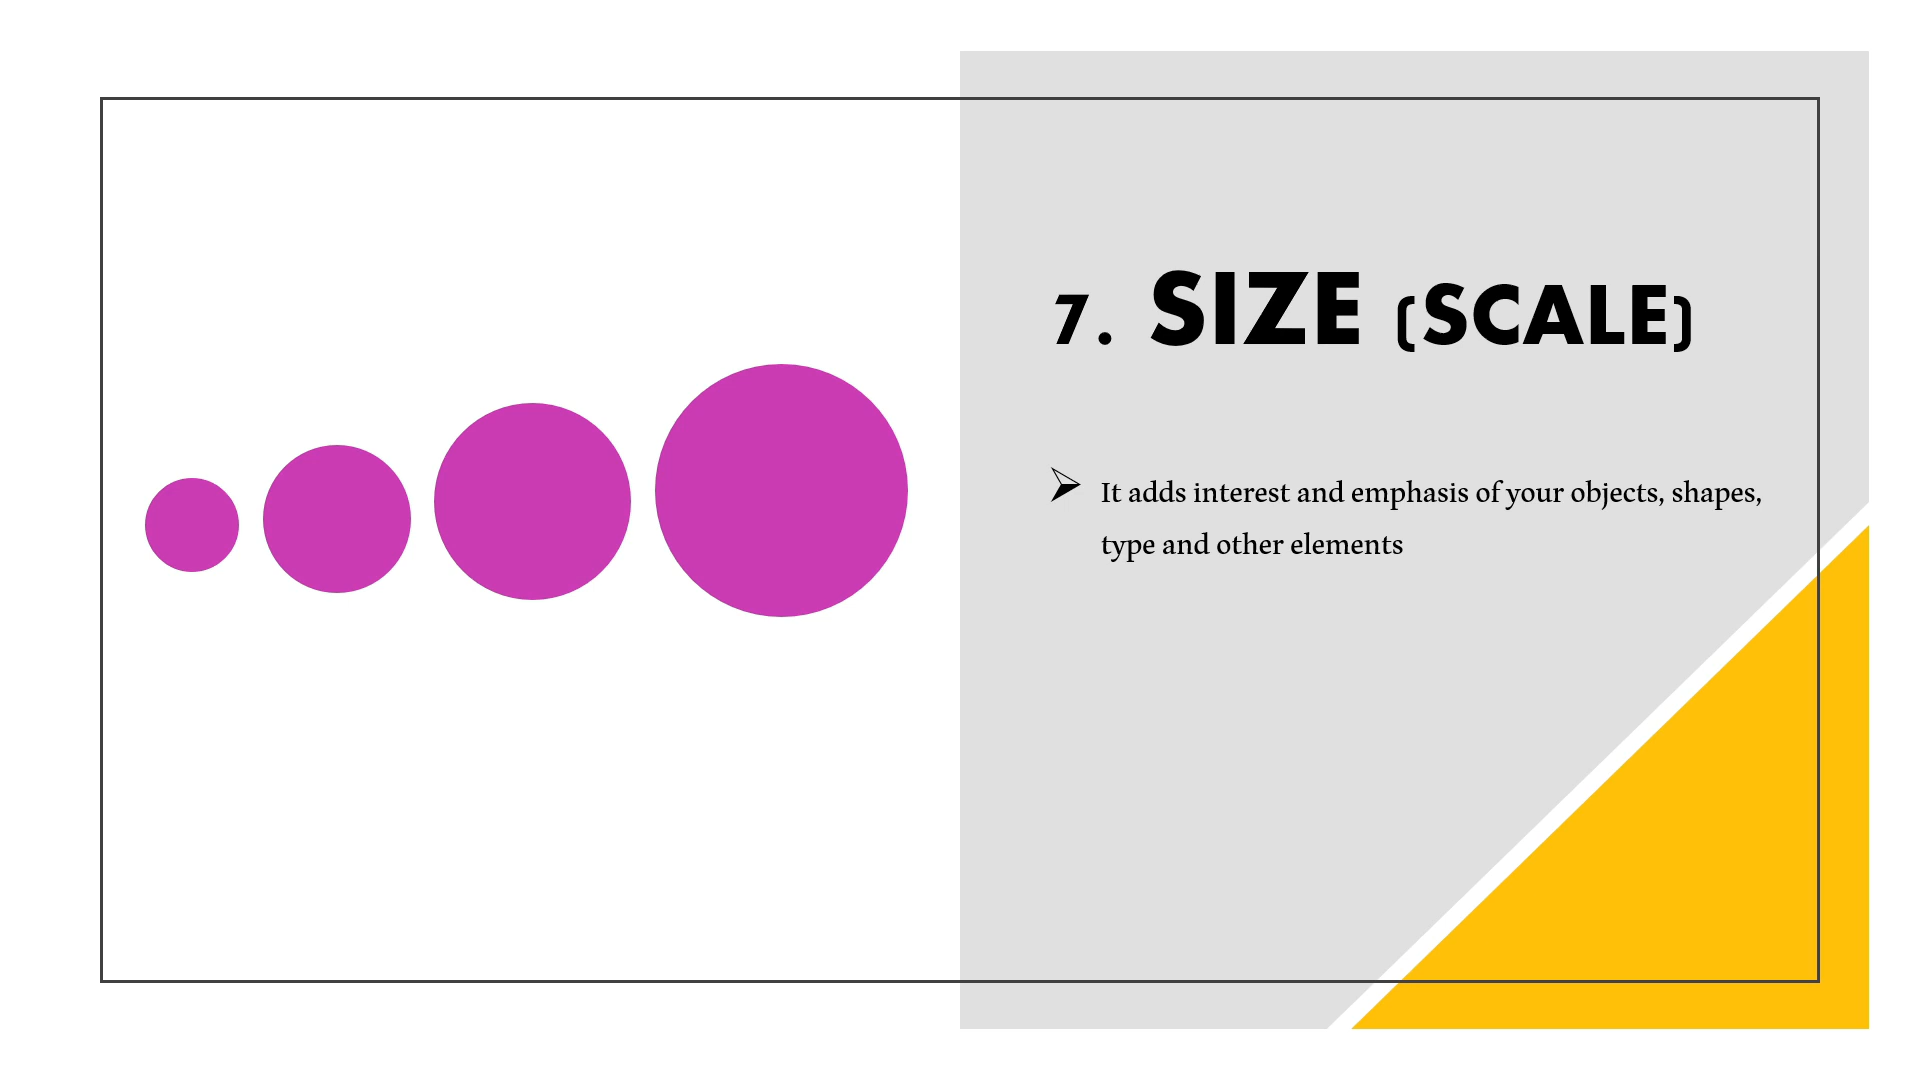 7. SIZE (SCALE)
It adds interest and emphasis of your objects, shapes,
type and other elements